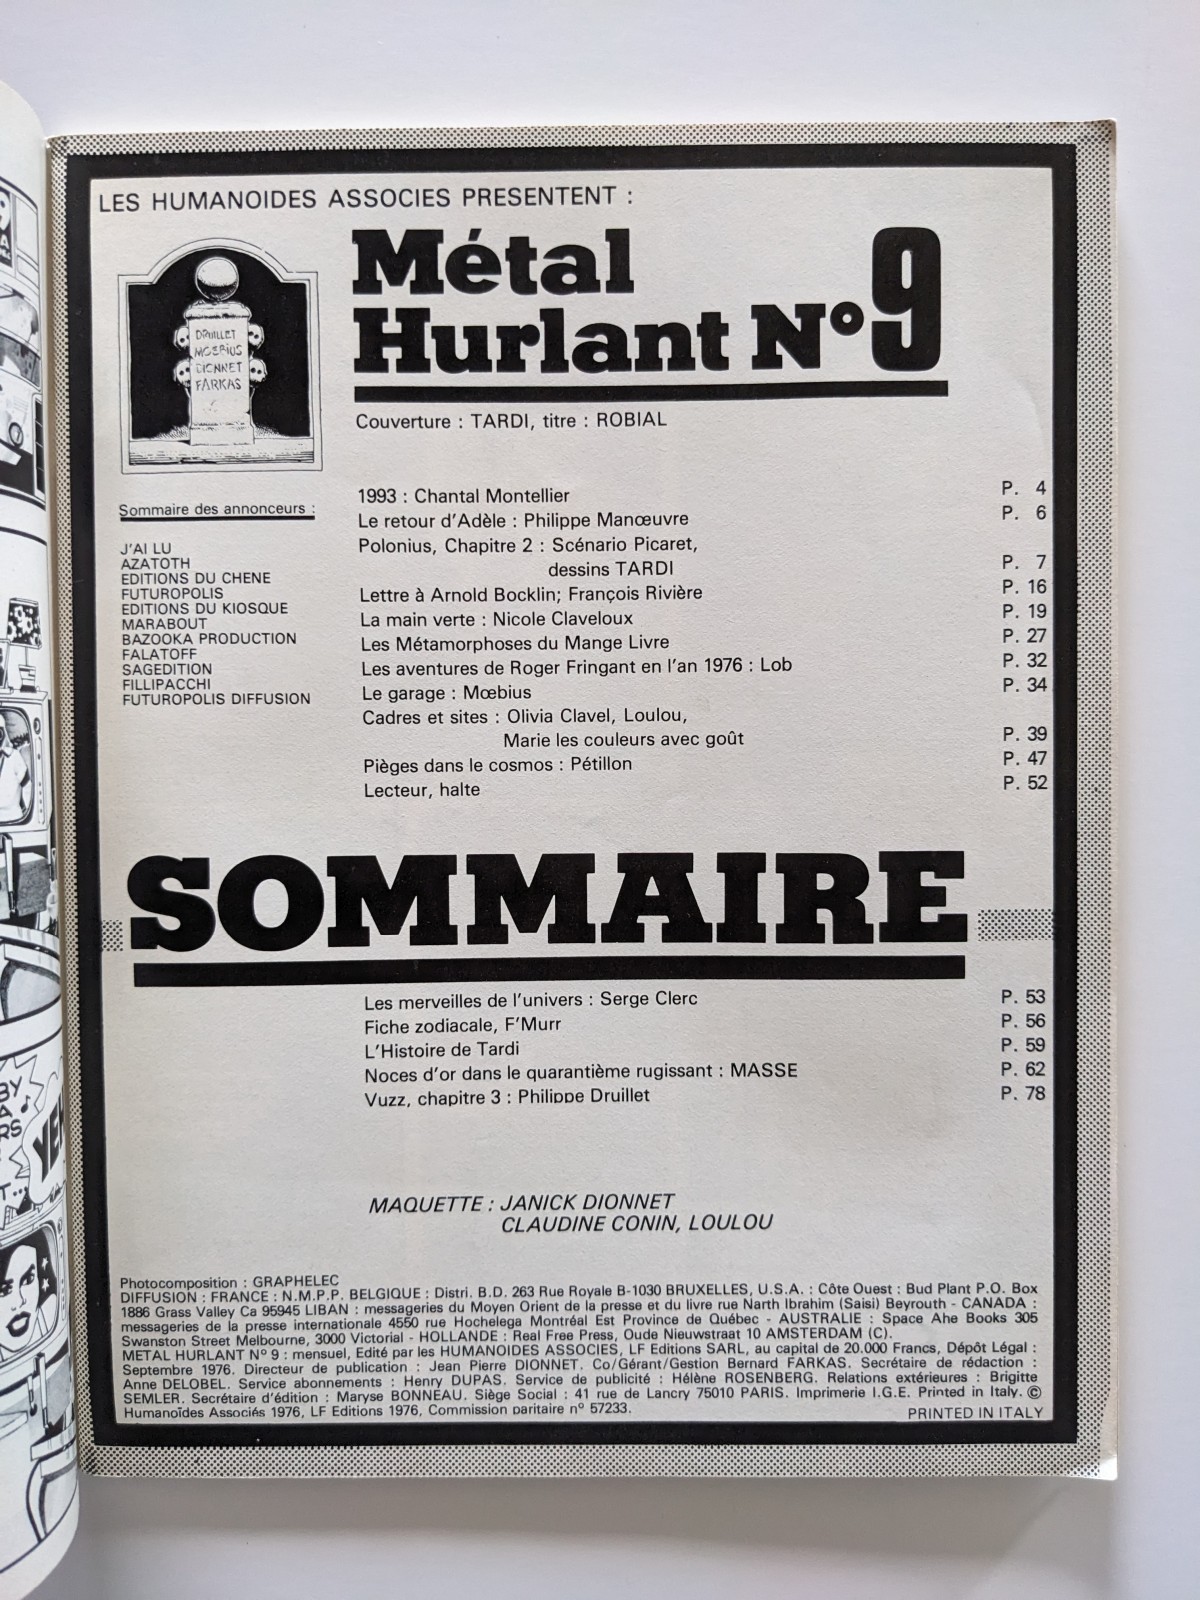 LES HUMANOIDES ASSOCIES PRESENTENT :
Métal
Hurlant Nº9
DRUILLET
MOEBIUS
DIONNET
FARKAS
Couverture : TARDI, titre : ROBIAL
Sommaire des annonceurs :
J'AI LU
AZATOTH
EDITIONS DU CHENE
FUTUROPOLIS
EDITIONS DU KIOSQUE
MARABOUT
BAZOOKA PRODUCTION
FALATOFF
SAGEDITION
FILLIPACCHI
FUTUROPOLIS DIFFUSION
1993 : Chantal Montellier P. 4
Le retour d'Adèle : Philippe Manœuvre P. 6
Polonius, Chapitre 2 : Scénario Picaret,
dessins TARDI P. 7
Lettre à Arnold Bocklin; François Rivière P. 16
La main verte : Nicole Claveloux P. 19
Les Métamorphoses du Mange Livre P. 27
Les aventures de Roger Fringant en l'an 1976 : Lob P. 32
Le garage : Mœbius P. 34
Cadres et sites : Olivia Clavel, Loulou,
Marie les couleurs avec goût P. 39
Pièges dans le cosmos : Pétillon P. 47
Lecteur, halte P. 52
SOMMAIRE
Les merveilles de l'univers : Serge Clerc P. 53
Fiche zodiacale, F'Murr P. 56
L'Histoire de Tardi P. 59
Noces d'or dans le quarantième rugissant : MASSE P. 62
Vuzz, chapitre 3 : Philippe Druillet P. 78
MAQUETTE : JANICK DIONNET
CLAUDINE CONIN, LOULOU
Photocomposition : GRAPHELEC
DIFFUSION : FRANCE : N.M.P.P. BELGIQUE : Distri. B.D. 263 Rue Royale B-1030 BRUXELLES, U.S.A. : Côte Ouest : Bud Plant P.O. Box
1886 Grass Valley Ca 95945 LIBAN : messageries du Moyen Orient de la presse et du livre rue Narth Ibrahim (Saisi) Beyrouth - CANADA :
messageries de la presse internationale 4550 rue Hochelega Montréal Est Province de Québec - AUSTRALIE : Space Ahe Books 305
Swanston Street Melbourne, 3000 Victorial - HOLLANDE : Real Free Press, Oude Nieuwstraat 10 AMSTERDAM (C).
METAL HURLANT Nº 9 : mensuel, Edité par les HUMANOIDES ASSOCIES, LF Editions SARL, au capital de 20.000 Francs, Dépôt Légal :
Septembre 1976. Directeur de publication : Jean Pierre DIONNET. Co/Gérant/Gestion Bernard FARKAS. Secrétaire de rédaction :
Anne DELOBEL. Service abonnements : Henry DUPAS. Service de publicité : Hélène ROSENBERG. Relations extérieures : Brigitte
SEMLER. Secrétaire d'édition : Maryse BONNEAU. Siège Social : 41 rue de Lancry 75010 PARIS. Imprimerie I.G.E. Printed in Italy. ©
Humanoïdes Associés 1976, LF Editions 1976, Commission paritaire nº 57233.
PRINTED IN ITALY